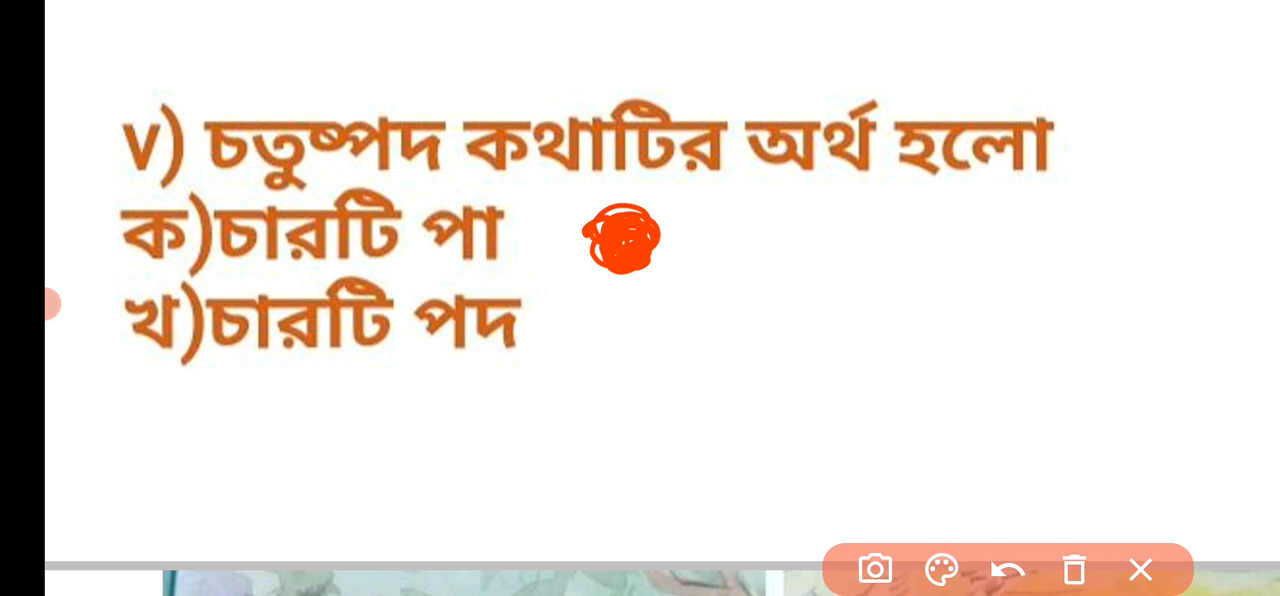 v) চতুষ্পদ কথাটির অর্থ হলো
ক)চারটি পা
খ)চারটি পদ